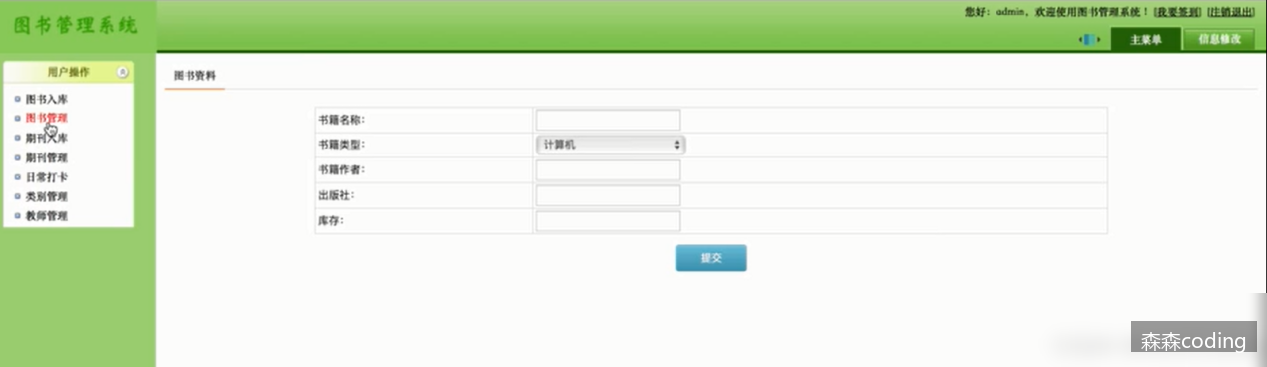 图书管理系统
您好：admin，欢迎使用图书管理系统！ [我要签到] [注销退出]
主菜单
信息修改
用户操作
图书入库
图书管理
期刊入库
期刊管理
日常打卡
类别管理
教师管理
图书资料
书籍名称：
书籍类型：
计算机
书籍作者：
出版社：
库存：
提交
森森coding